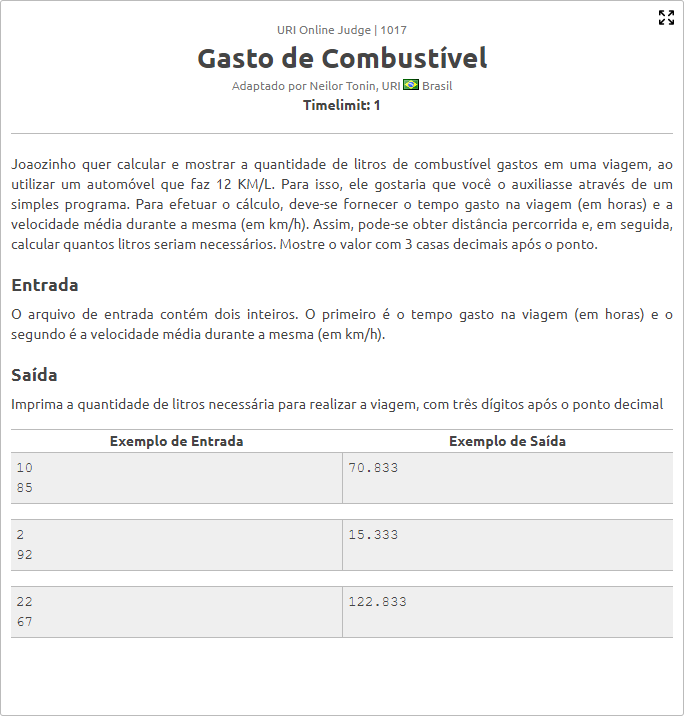 URI Online Judge | 1017
Gasto de Combustível
Adaptado por Neilor Tonin, URI Brasil
Timelimit: 1
Joaozinho quer calcular e mostrar a quantidade de litros de combustível gastos em uma viagem, ao
utilizar um automóvel que faz 12 KM/L. Para isso, ele gostaria que você o auxiliasse através de um
simples programa. Para efetuar o cálculo, deve-se fornecer o tempo gasto na viagem (em horas) e a
velocidade média durante a mesma (em km/h). Assim, pode-se obter distância percorrida e, em seguida,
calcular quantos litros seriam necessários. Mostre o valor com 3 casas decimais após o ponto.
Entrada
O arquivo de entrada contém dois inteiros. O primeiro é o tempo gasto na viagem (em horas) e o
segundo é a velocidade média durante a mesma (em km/h).
Saída
Imprima a quantidade de litros necessária para realizar a viagem, com três dígitos após o ponto decimal
Exemplo de Entrada Exemplo de Saída
10 70.833
85
2 15.333
92
22 122.833
67